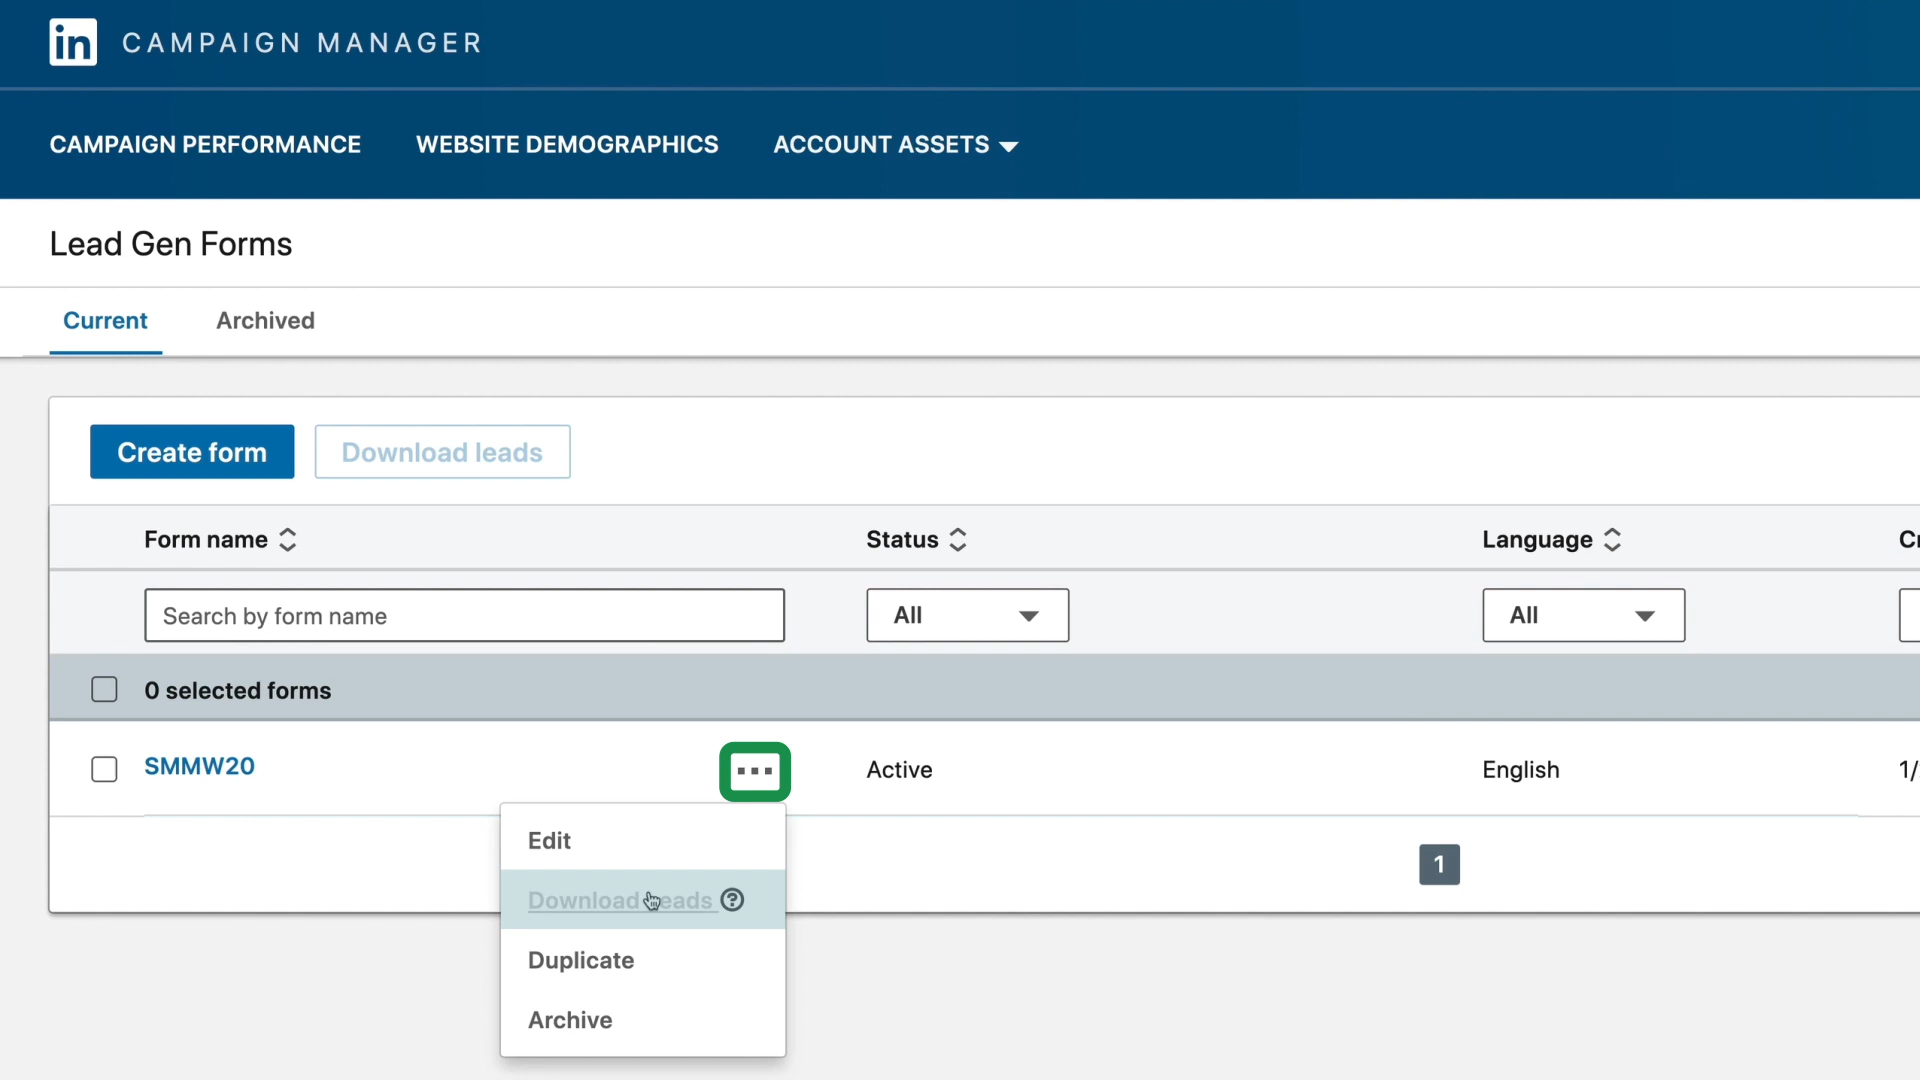 in CAMPAIGN MANAGER
CAMPAIGN PERFORMANCE WEBSITE DEMOGRAPHICS ACCOUNT ASSETS
Lead Gen Forms
Current Archived
Create form Download leads
Form name Status Language
Search by form name All All
0 selected forms
SMMW20 Active English
Edit
1
Download
Duplicate
Archive